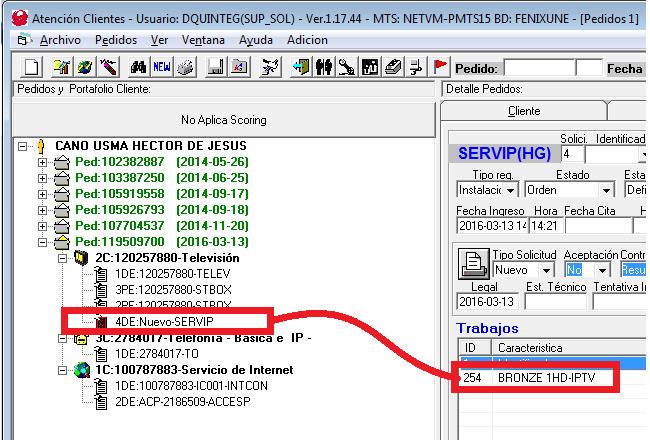 Atención Clientes - Usuario: DQUINTEG(SUP_SOL) - Ver.1.17.44 - MTS: NETVM-PMTS15 BD: FENIXUNE - [Pedidos 1]
Archivo Pedidos Ver Ventana Ayuda Adicion
NEW Pedido: Fecha
Pedidos y Portafolio Cliente:
Detalle Pedidos:
No Aplica Scoring
Cliente
CANO USMA HECTOR DE JESUS
Ped:102382887 (2014-05-26)
Ped:103387250 (2014-06-25)
Ped:105919558 (2014-09-17)
Ped:105926793 (2014-09-18)
Ped:107704537 (2014-11-20)
Ped:119509700 (2016-03-13)
2C:120257880-Televisión
1DE:120257880-TELEV
3PE:120257880-STBOX
2PE:120257880-STBOX
4DE:Nuevo-SERVIP
3C:2784017-Telefonía - Basica e IP -
1DE:2784017-TO
1C:100787883-Servicio de Internet
1DE:100787883-IC001-INTCON
2DE:ACP-2186509-ACCESP
Solici. Identificad
SERVIP(HG) 4
Tipo req. Estado Esta
Instalacic Orden Defi
Fecha Ingreso Hora Fecha Cita H
2016-03-13 14 14:21
Tipo Solicitud Aceptación Contr
Nuevo No Resu
Legal Est. Técnico Tentativa I
2016-03-13
Trabajos
ID Caracteristica
254 BRONZE 1HD-IPTV